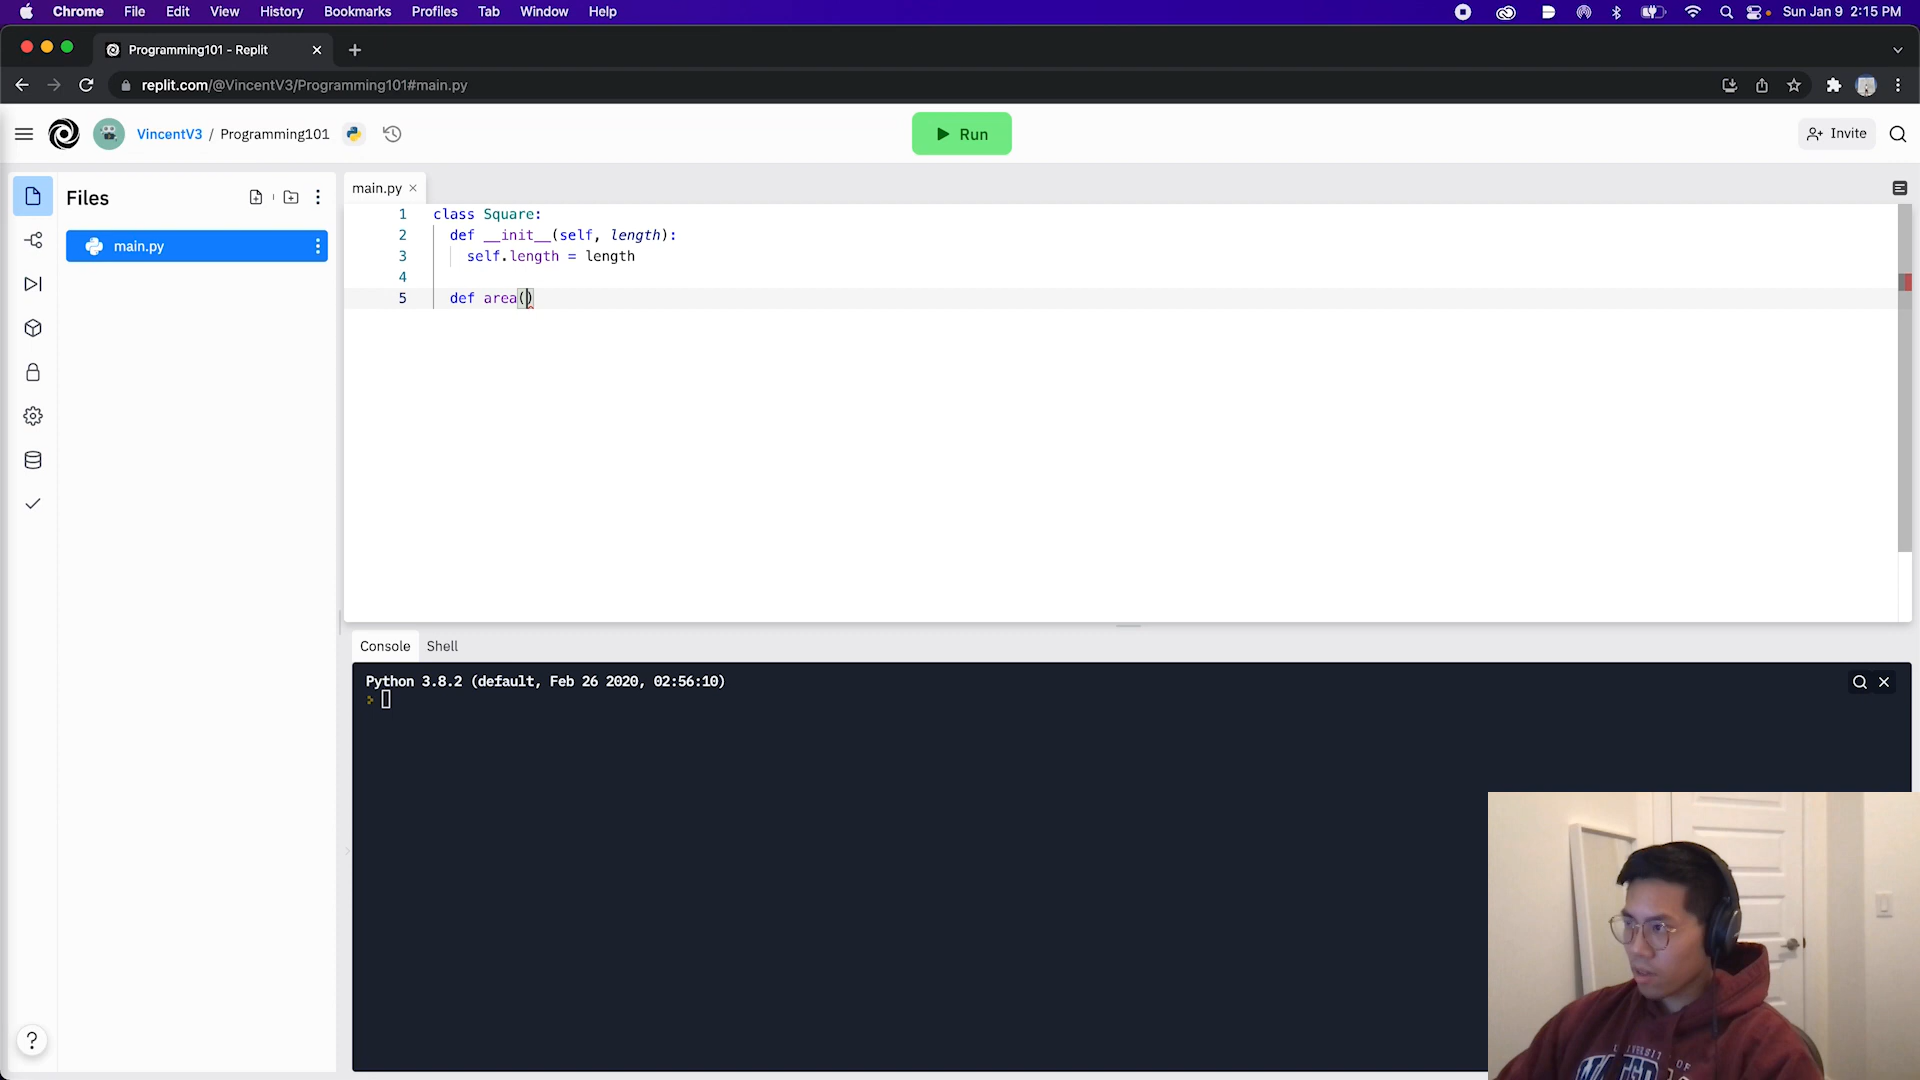 Chrome File Edit View History Bookmarks Profiles Tab Window Help Sun Jan 9 2:15 PM
Programming101 - Replit
replit.com/@VincentV3/Programming101#main.py
VincentV3 / Programming101 Run Invite
Files
main.py
main.py
1 class Square:
2 def __init__(self, length):
3 self.length = length
4
5 def area()
Console Shell
Python 3.8.2 (default, Feb 26 2020, 02:56:10)
?
UNIVERSITY OF